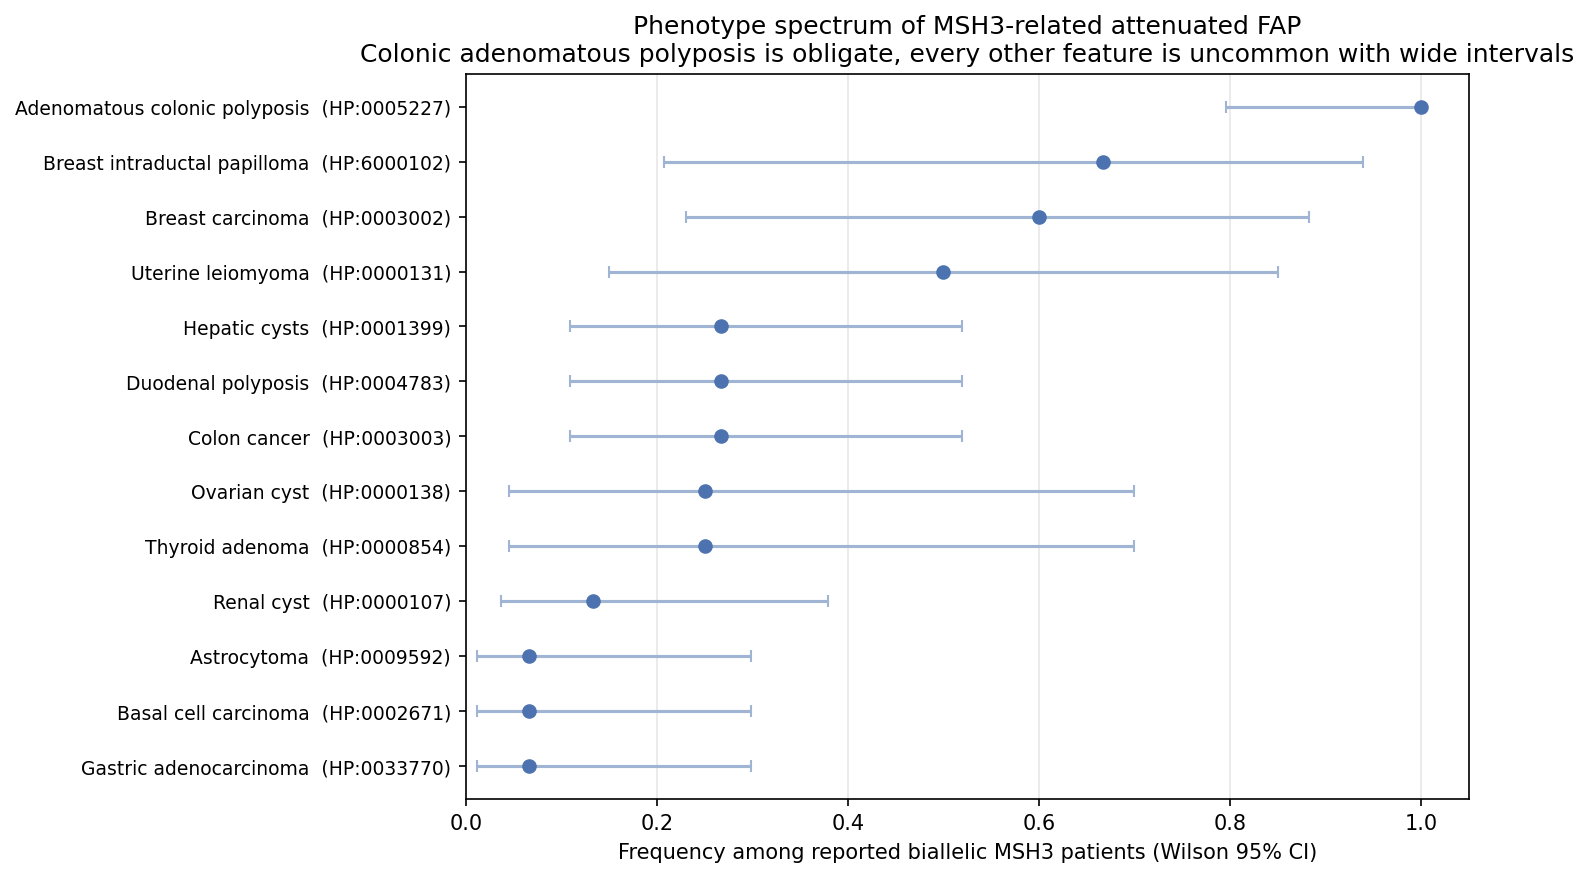 Phenotype spectrum of MSH3-related attenuated FAP
Colonic adenomatous polyposis is obligate, every other feature is uncommon with wide intervals
Adenomatous colonic polyposis (HP:0005227)
Breast intraductal papilloma (HP:6000102)
Breast carcinoma (HP:0003002)
Uterine leiomyoma (HP:0000131)
Hepatic cysts (HP:0001399)
Duodenal polyposis (HP:0004783)
Colon cancer (HP:0003003)
Ovarian cyst (HP:0000138)
Thyroid adenoma (HP:0000854)
Renal cyst (HP:0000107)
Astrocytoma (HP:0009592)
Basal cell carcinoma (HP:0002671)
Gastric adenocarcinoma (HP:0033770)
0.0 0.2 0.4 0.6 0.8 1.0
Frequency among reported biallelic MSH3 patients (Wilson 95% CI)